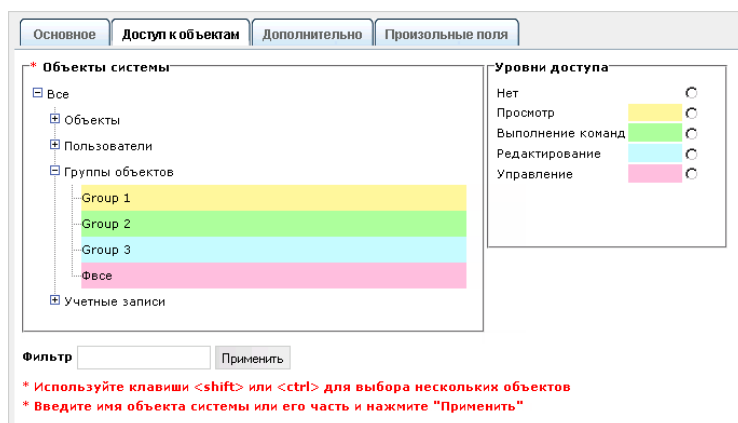 Основное Доступ к объектам Дополнительно Произольные поля
* Объекты системы
Все
Объекты
Пользователи
Группы объектов
Group 1
Group 2
Group 3
Фвсе
Учетные записи
Уровни доступа
Нет
Просмотр
Выполнение команд
Редактирование
Управление
Фильтр Применить
* Используйте клавиши <shift> или <ctrl> для выбора нескольких объектов
* Введите имя объекта системы или его часть и нажмите "Применить"